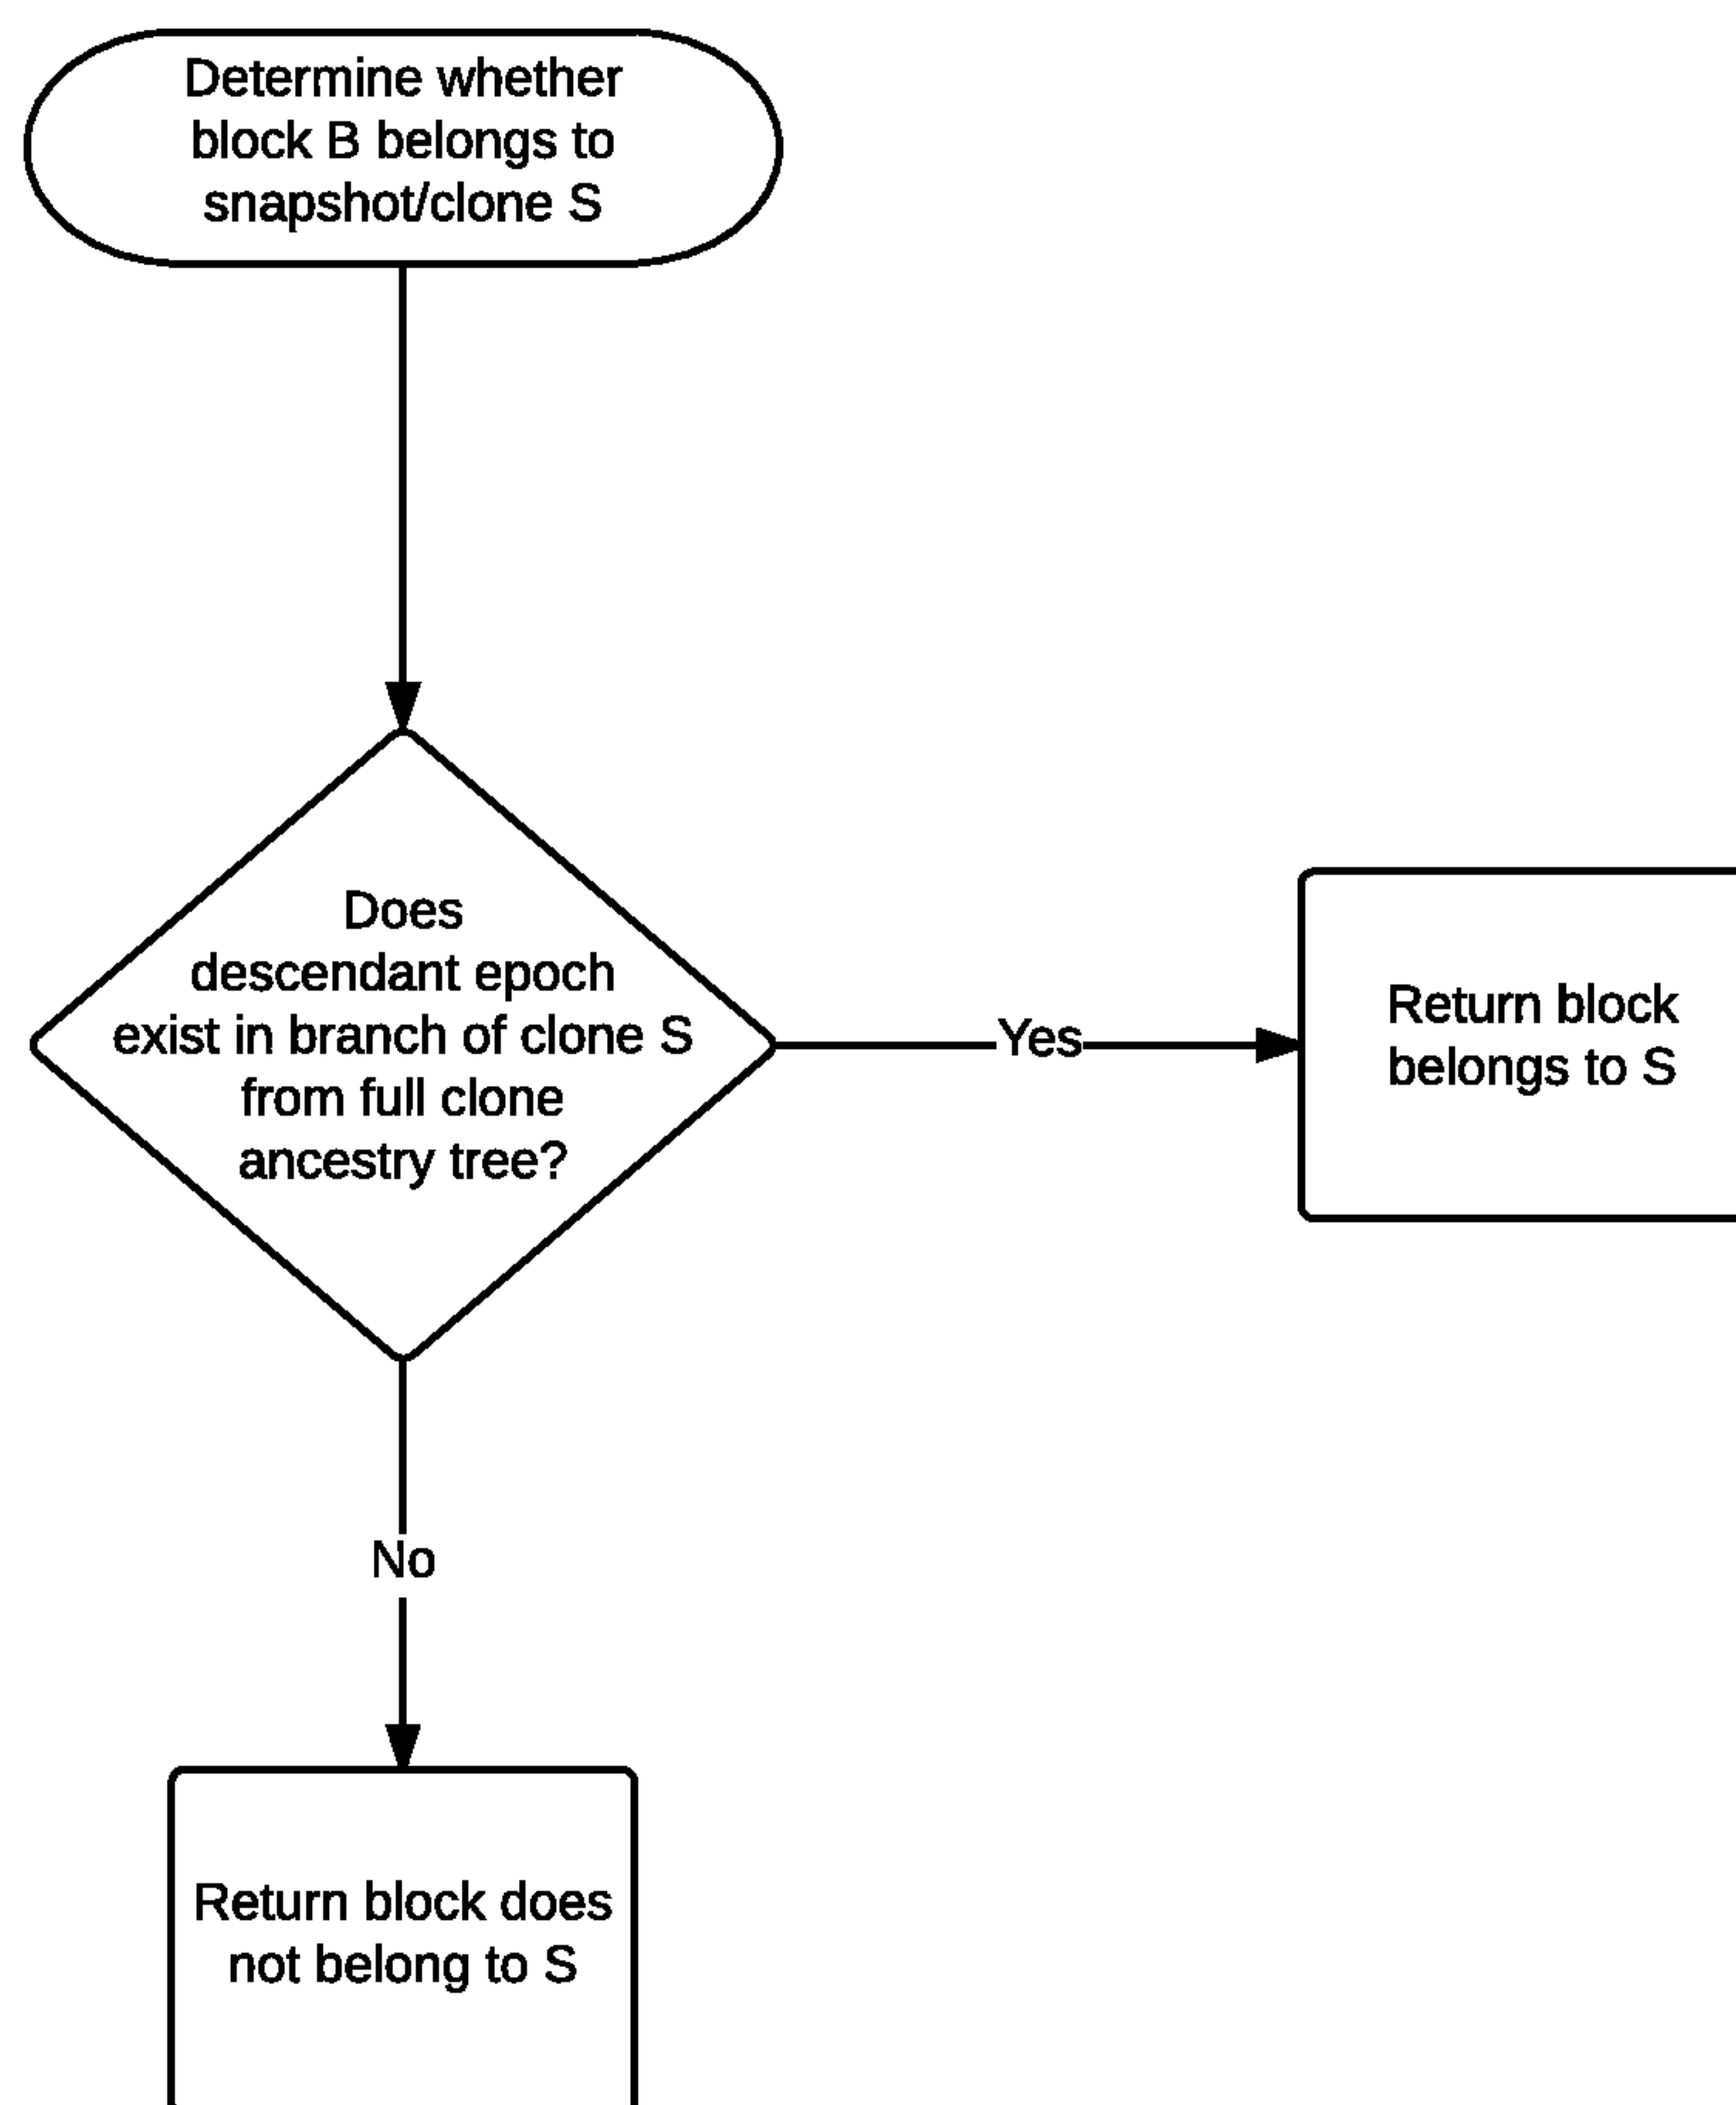 Determine whether
block B belongs to
snapshot/clone S
Does
descendant epoch
exist in branch of clone S
from full clone
ancestry tree?
Yes
Return block
belongs to S
No
Return block does
not belong to S